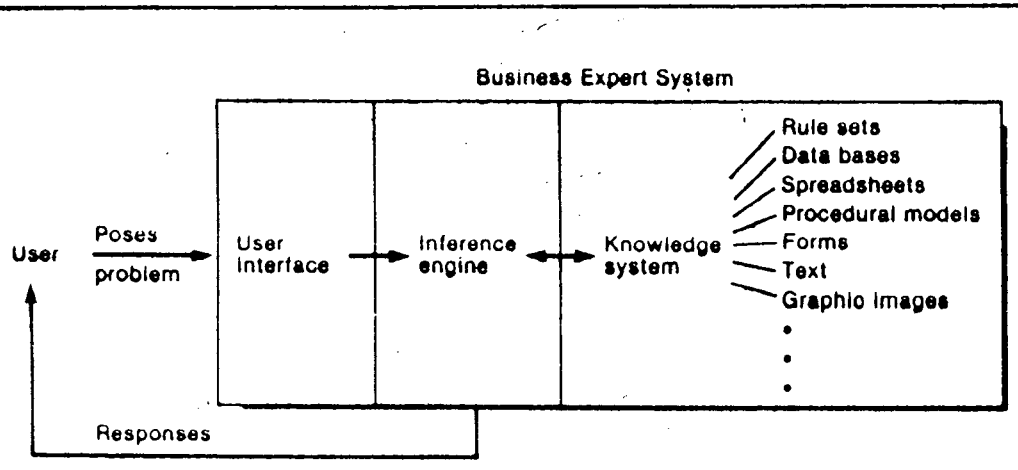 Business Expert System
User
Poses
problem
User
Interface
Inference
engine
Knowledge
system
Rule sets
Data bases
Spreadsheets
Procedural models
Forms
Text
Graphic images
Responses